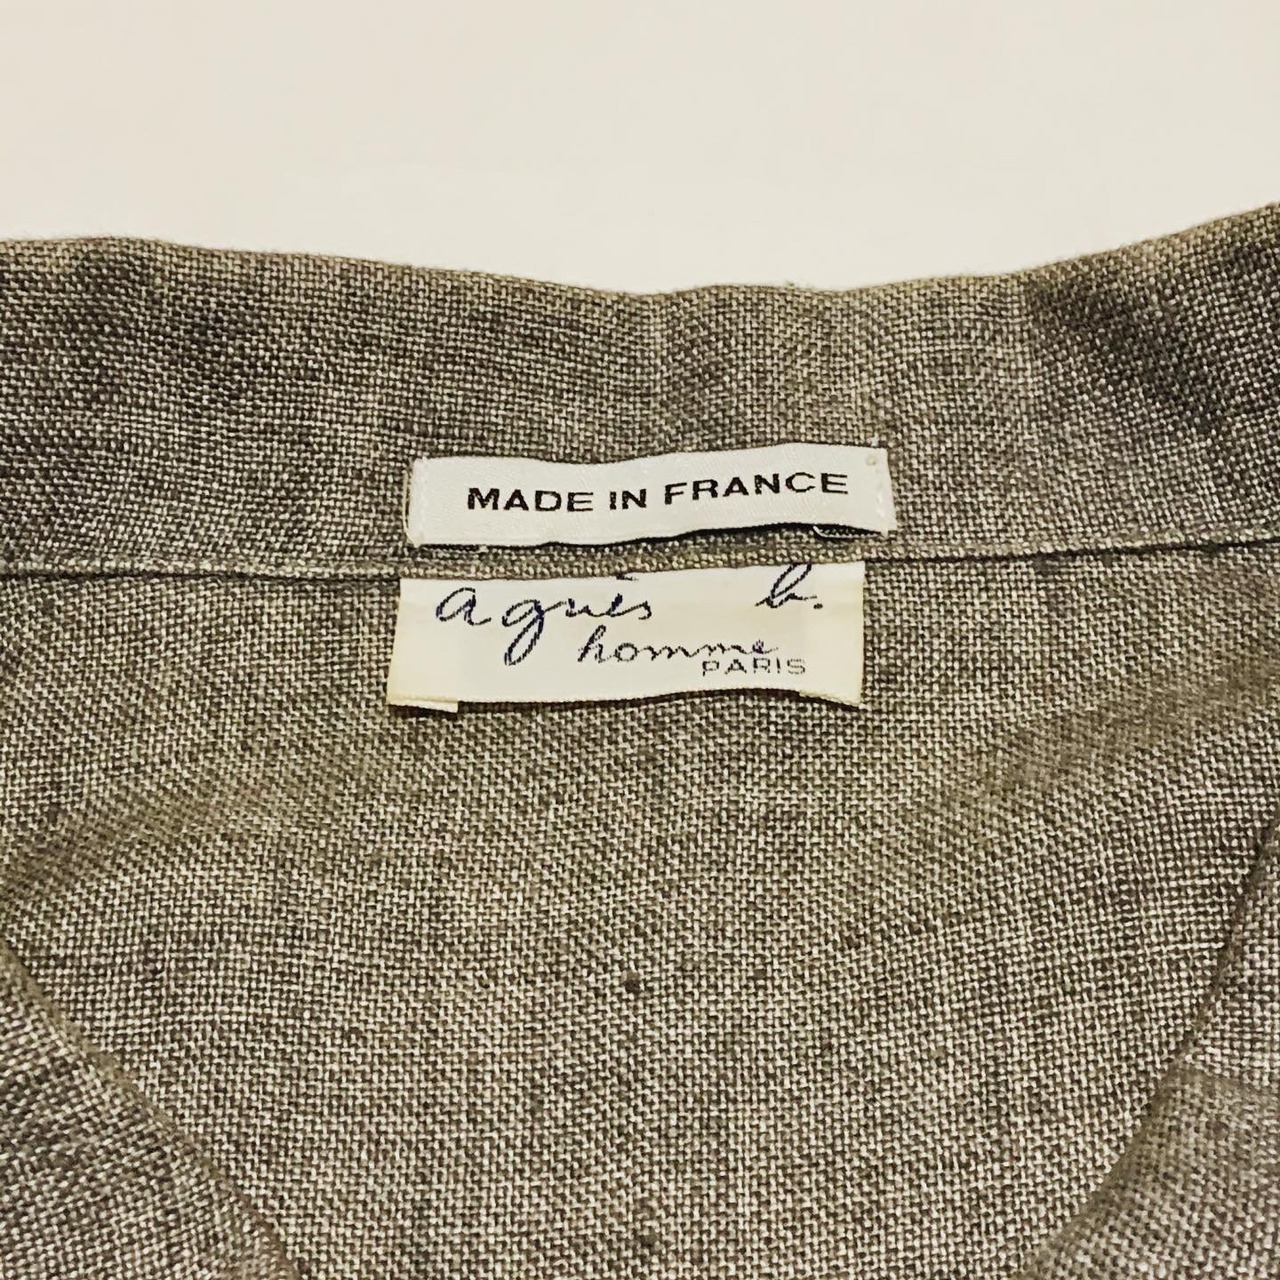 MADE IN FRANCE
agnès b.
homme
PARIS